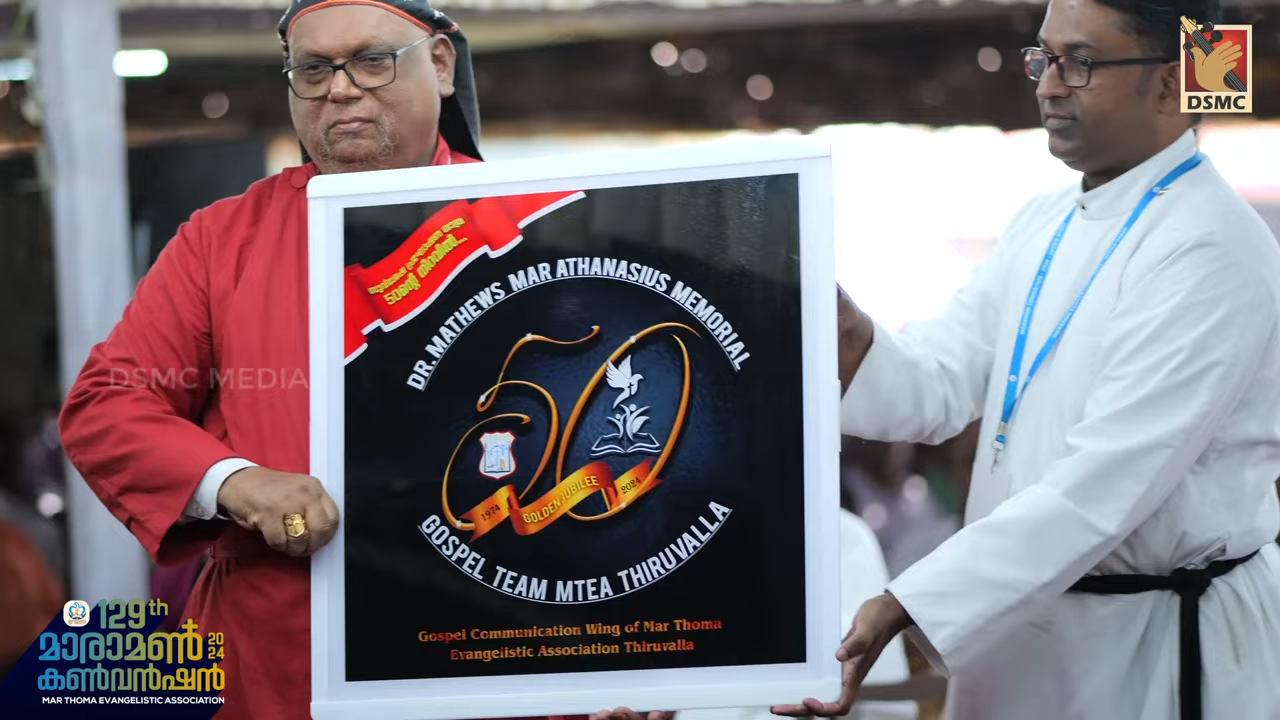 DSMC
DR. MATHEWS MAR ATHANASIUS MEMORIAL
50
1974 GOLDEN JUBILEE 2024
GOSPEL TEAM MTEA THIRUVALLA
Gospel Communication Wing of Mar Thoma
Evangelistic Association Thiruvalla
DSMC MEDIA
129th
മാരാമൺ 2024
കൺവൻഷൻ
MAR THOMA EVANGELISTIC ASSOCIATION